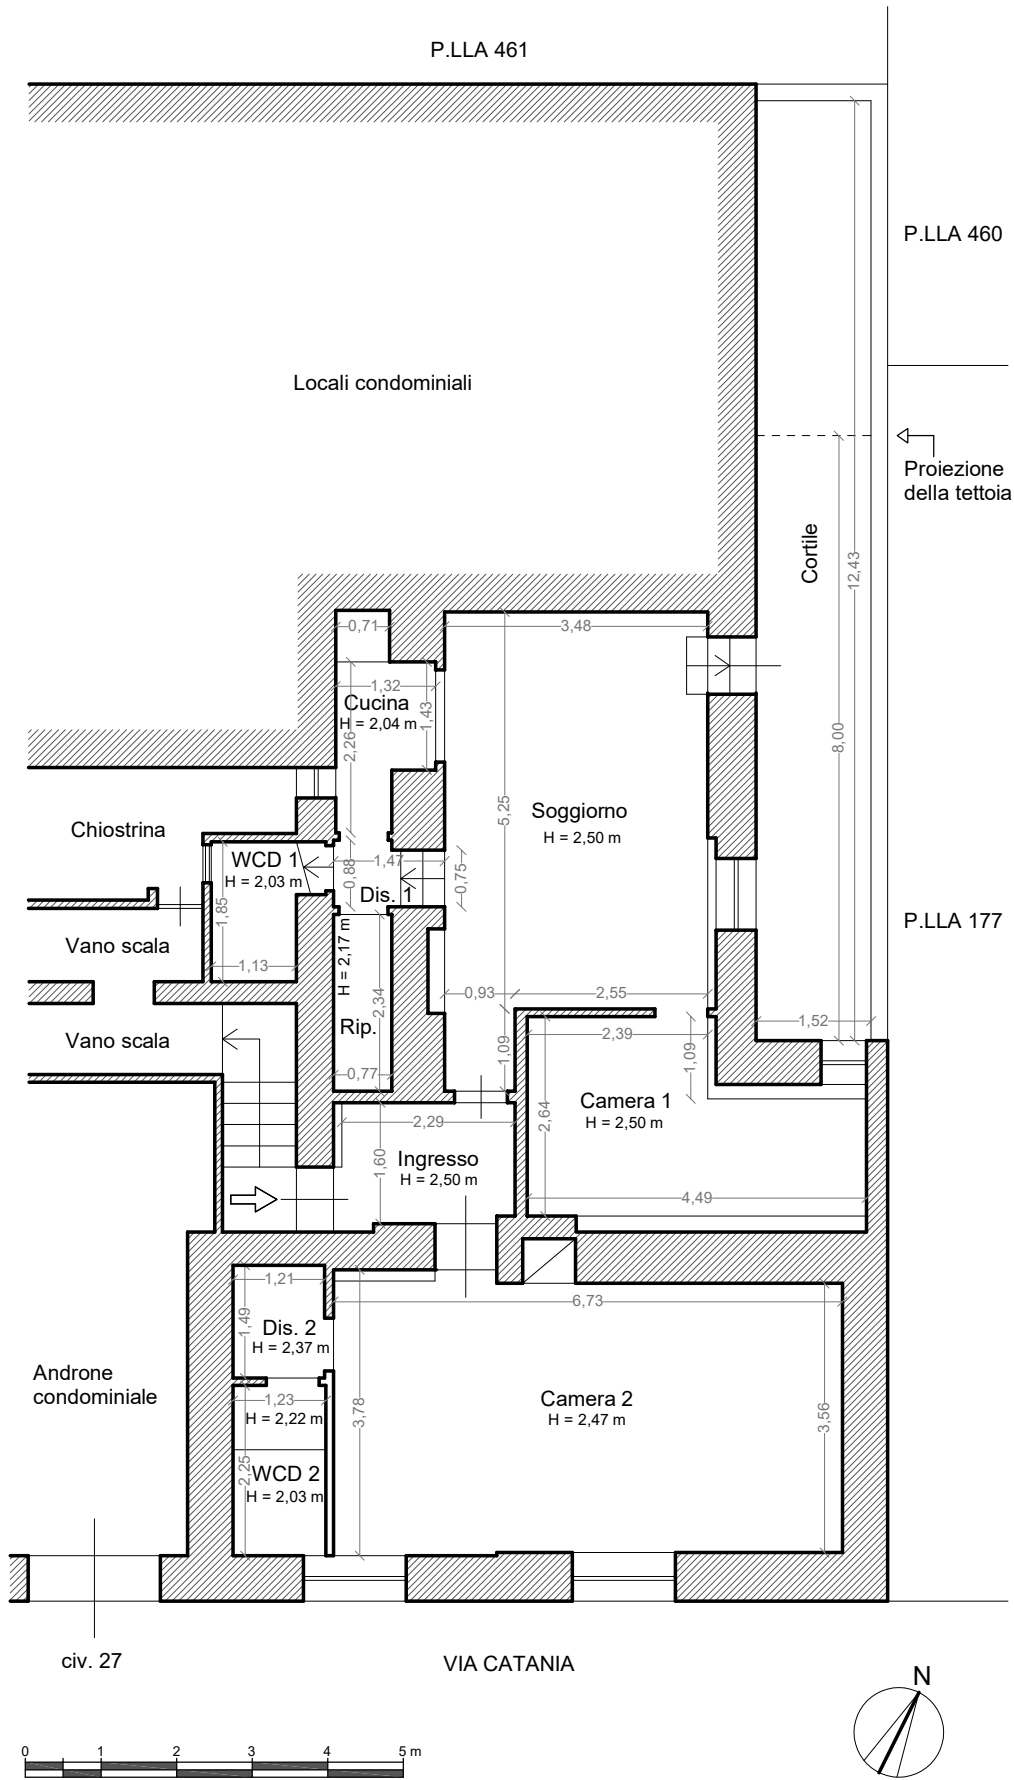 P.LLA 461
P.LLA 460
Locali condominiali
Proiezione
della tettoia
Cortile
12,43
8,00
0,71
3,48
1,32
Cucina
H = 2,04 m
1,43
2,26
5,25
Soggiorno
H = 2,50 m
Chiostrina
WCD 1
H = 2,03 m
0,88
1,47
0,75
Dis. 1
1,85
P.LLA 177
Vano scala
H = 2,17 m
1,13
0,93
2,55
2,34
Rip.
Vano scala
2,39
1,52
1,09
1,09
0,77
Camera 1
H = 2,50 m
2,64
2,29
Ingresso
H = 2,50 m
1,60
4,49
1,21
6,73
1,49
Dis. 2
H = 2,37 m
Androne
condominiale
1,23
H = 2,22 m
3,78
Camera 2
H = 2,47 m
3,56
2,25
WCD 2
H = 2,03 m
civ. 27
VIA CATANIA
N
0 1 2 3 4 5 m